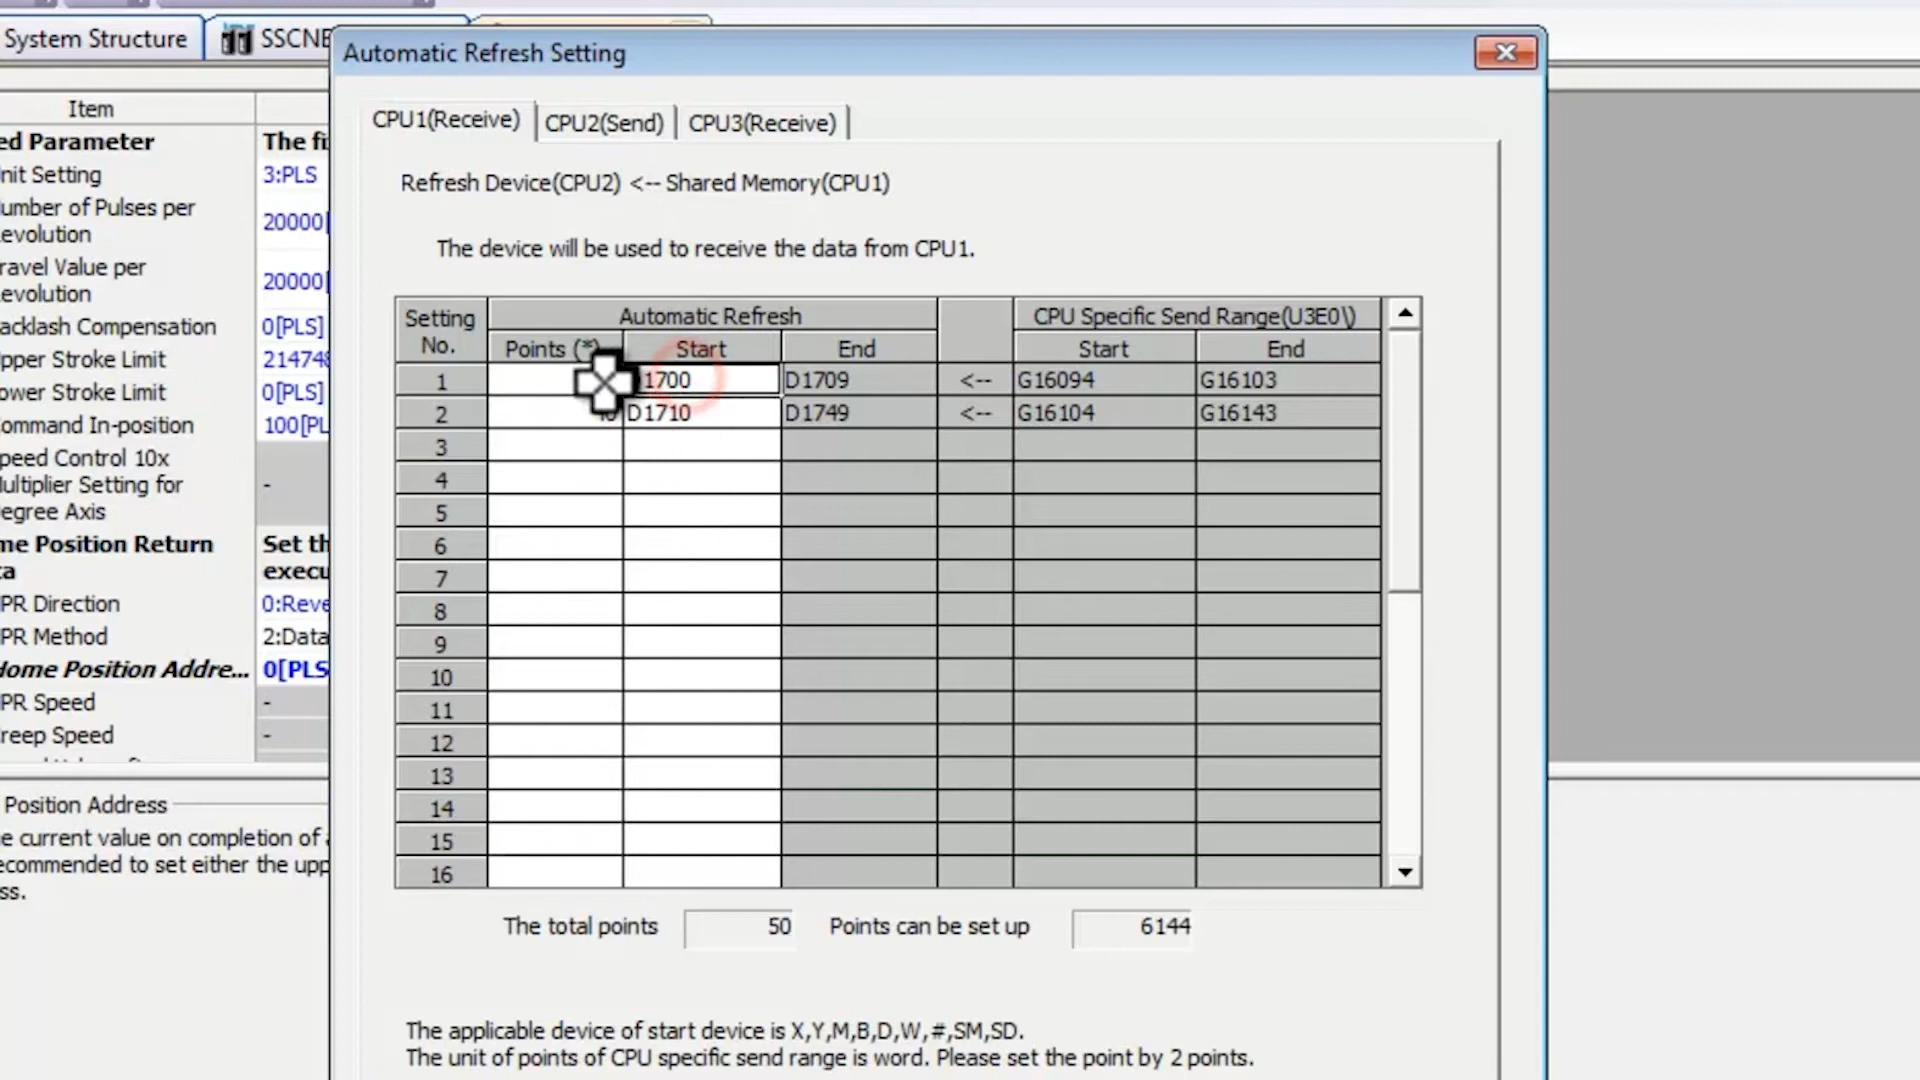 System Structure
SSCNE
Automatic Refresh Setting
CPU1(Receive)
CPU2(Send)
CPU3(Receive)
Refresh Device(CPU2) <-- Shared Memory(CPU1)
The device will be used to receive the data from CPU1.
Setting No.
Automatic Refresh
CPU Specific Send Range(U3E0\)
Points (*)
Start
End
Start
End
1 1700 D1709 <-- G16094 G16103
2 D1710 D1749 <-- G16104 G16143
3
4
5
6
7
8
9
10
11
12
13
14
15
16
The total points 50 Points can be set up 6144
The applicable device of start device is X,Y,M,B,D,W,#,SM,SD.
The unit of points of CPU specific send range is word. Please set the point by 2 points.
Item
ed Parameter The fi
nit Setting 3:PLS
umber of Pulses per
evolution
20000[
ravel Value per
evolution
20000[
acklash Compensation 0[PLS]
pper Stroke Limit 214748
ower Stroke Limit 0[PLS]
ommand In-position 100[PL
peed Control 10x
ultiplier Setting for
egree Axis
-
me Position Return
ta
Set th
execu
PR Direction 0:Reve
PR Method 2:Data
Home Position Addre... 0[PLS
PR Speed -
reep Speed -
Position Address
e current value on completion of a
ecommended to set either the upp
ss.